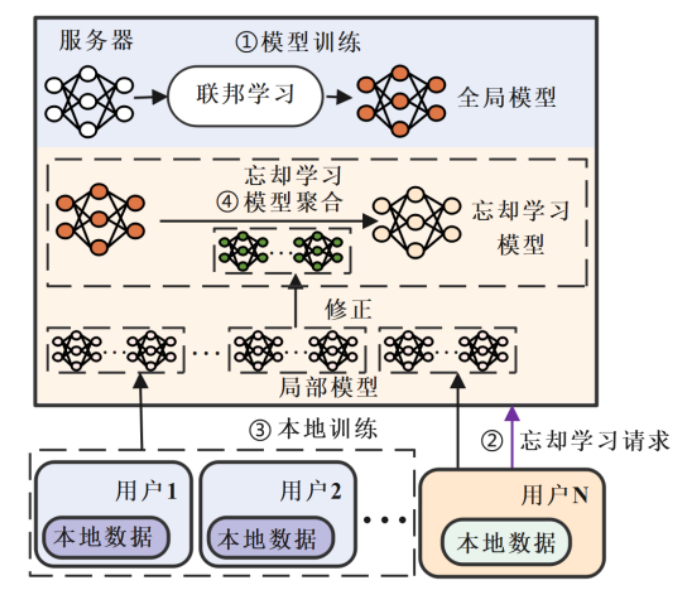 服务器
①模型训练
联邦学习
全局模型
忘却学习
④模型聚合
忘却学习
模型
修正
局部模型
③本地训练
②忘却学习请求
用户1
本地数据
用户2
本地数据
用户N
本地数据